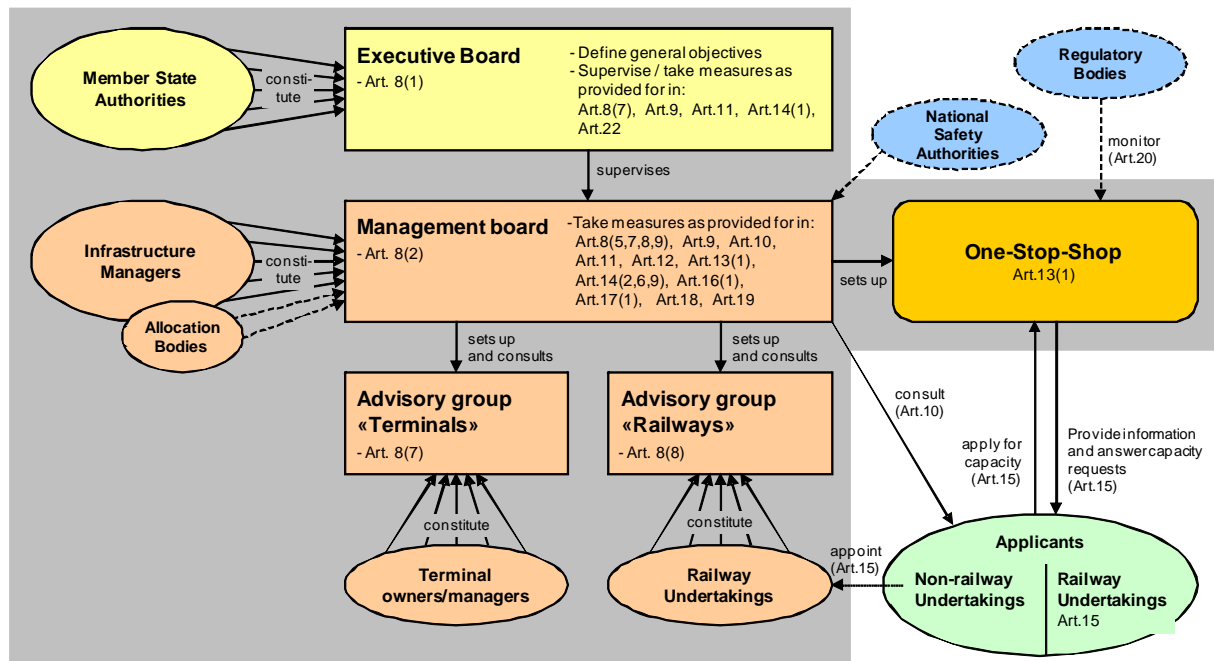 Member State
Authorities
consti-
tute
Executive Board
- Art. 8(1)
- Define general objectives
- Supervise / take measures as
provided for in:
Art.8(7), Art.9, Art.11, Art.14(1),
Art.22
Regulatory
Bodies
National
Safety
Authorities
monitor
(Art.20)
supervises
Infrastructure
Managers
Allocation
Bodies
consti-
tute
Management board
- Art. 8(2)
-Take measures as provided for in:
Art.8(5,7,8,9), Art.9, Art.10,
Art.11, Art.12, Art.13(1),
Art.14(2,6,9), Art.16(1),
Art.17(1), Art.18, Art.19
sets up
One-Stop-Shop
Art.13(1)
sets up
and consults
sets up
and consults
Advisory group
«Terminals»
- Art. 8(7)
Advisory group
«Railways»
- Art. 8(8)
consult
(Art.10)
apply for
capacity
(Art.15)
Provide information
and answer capacity
requests
(Art.15)
constitute
constitute
Terminal
owners/managers
Railway
Undertakings
appoint
(Art.15)
Applicants
Non-railway
Undertakings
Railway
Undertakings
Art.15